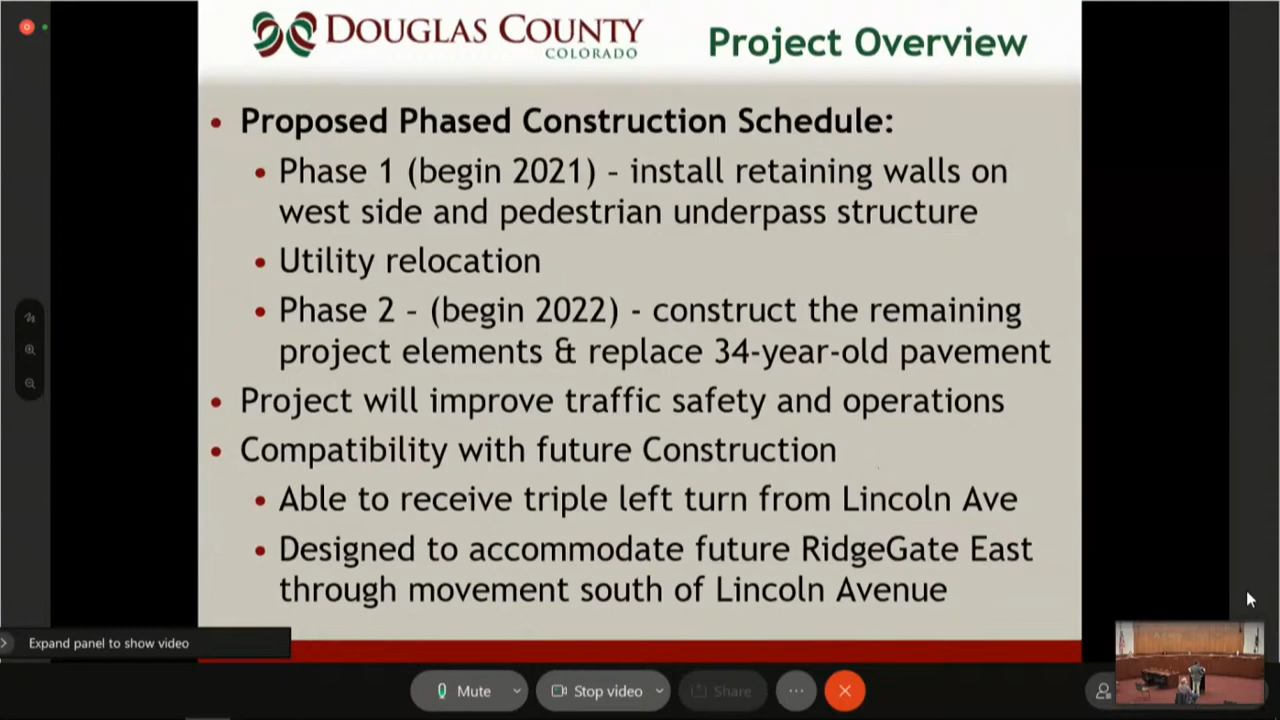 DOUGLAS COUNTY
COLORADO
Project Overview
• Proposed Phased Construction Schedule:
• Phase 1 (begin 2021) – install retaining walls on
west side and pedestrian underpass structure
• Utility relocation
• Phase 2 – (begin 2022) - construct the remaining
project elements & replace 34-year-old pavement
• Project will improve traffic safety and operations
• Compatibility with future Construction
• Able to receive triple left turn from Lincoln Ave
• Designed to accommodate future RidgeGate East
through movement south of Lincoln Avenue
Expand panel to show video
Mute
Stop video
Share